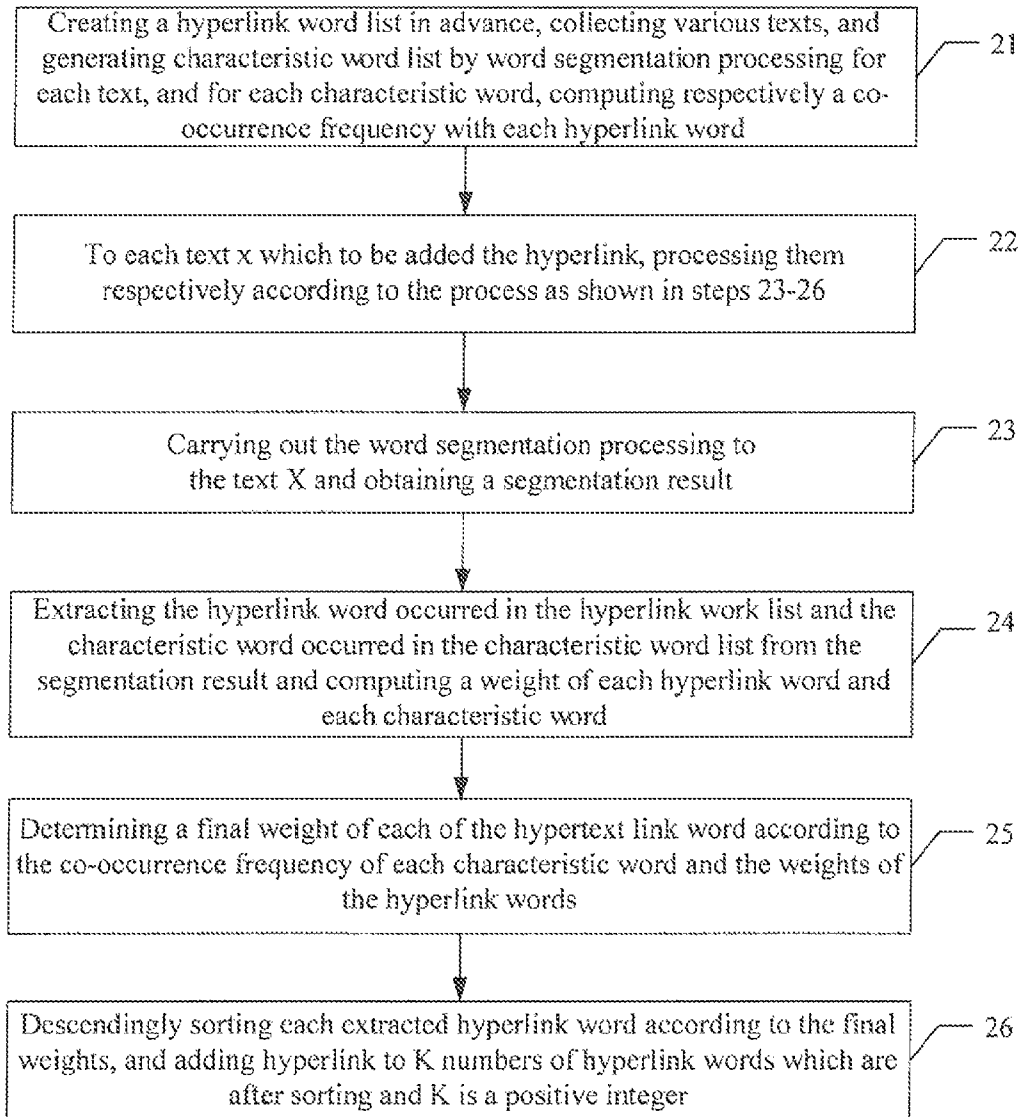 Creating a hyperlink word list in advance, collecting various texts, and
generating characteristic word list by word segmentation processing for
each text, and for each characteristic word, computing respectively a co-
occurrence frequency with each hyperlink word
21
To each text x which to be added the hyperlink, processing them
respectively according to the process as shown in steps 23-26
22
Carrying out the word segmentation processing to
the text X and obtaining a segmentation result
23
Extracting the hyperlink word occurred in the hyperlink work list and the
characteristic word occurred in the characteristic word list from the
segmentation result and computing a weight of each hyperlink word and
each characteristic word
24
Determining a final weight of each of the hypertext link word according to
the co-occurrence frequency of each characteristic word and the weights of
the hyperlink words
25
Descendingly sorting each extracted hyperlink word according to the final
weights, and adding hyperlink to K numbers of hyperlink words which are
after sorting and K is a positive integer
26